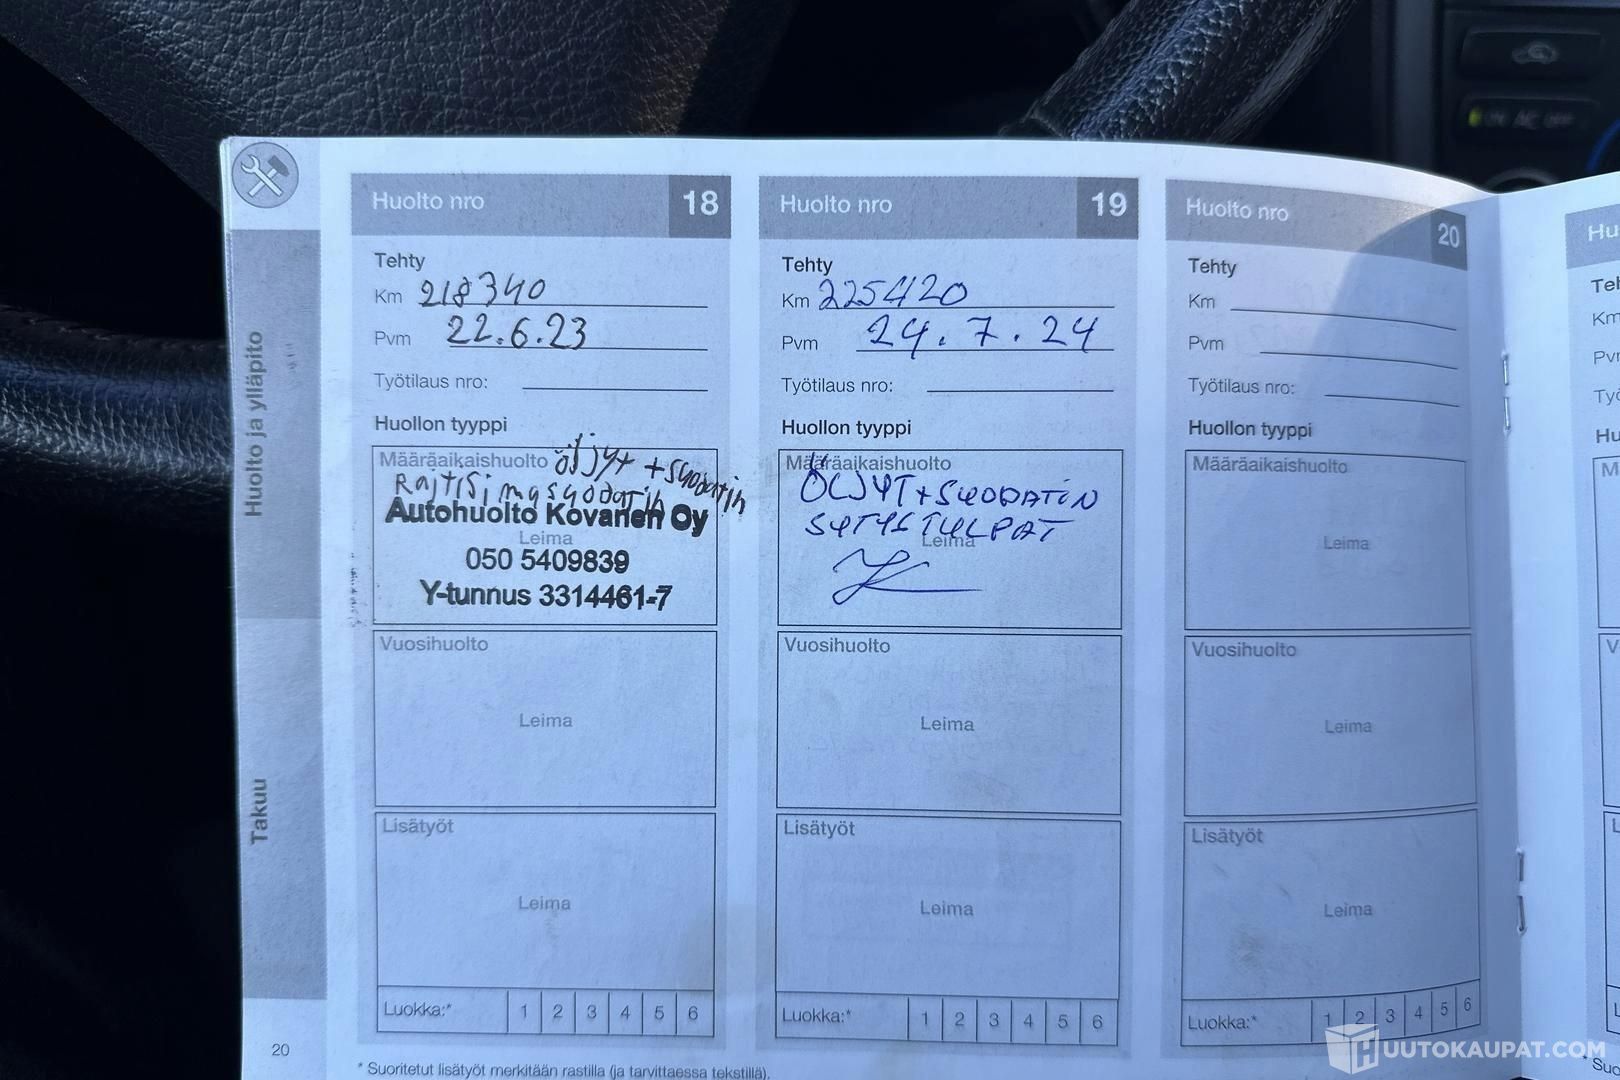 Huolto ja ylläpito
Takuu
Huolto nro 18
Tehty
Km 218340
Pvm 22.6.23
Työtilaus nro:
Huollon tyyppi
Määräaikaishuolto öljyt + suodatin
Raitisilmasuodatin
Autohuolto Kovanen Oy
Leima
050 5409839
Y-tunnus 3314461-7
Vuosihuolto
Leima
Lisätyöt
Leima
Luokka:* 1 2 3 4 5 6
Huolto nro 19
Tehty
Km 225420
Pvm 24.7.24
Työtilaus nro:
Huollon tyyppi
Määräaikaishuolto
ÖLJYT + SUODATIN
SYTYSTULPAT
Leima
Vuosihuolto
Leima
Lisätyöt
Leima
Luokka:* 1 2 3 4 5 6
Huolto nro 20
Tehty
Km
Pvm
Työtilaus nro:
Huollon tyyppi
Määräaikaishuolto
Leima
Vuosihuolto
Leima
Lisätyöt
Leima
Luokka:* 1 2 3 4 5 6
20
* Suoritetut lisätyöt merkitään rastilla (ja tarvittaessa tekstillä).
HUUTOKAUPAT.COM
ON AC OFF